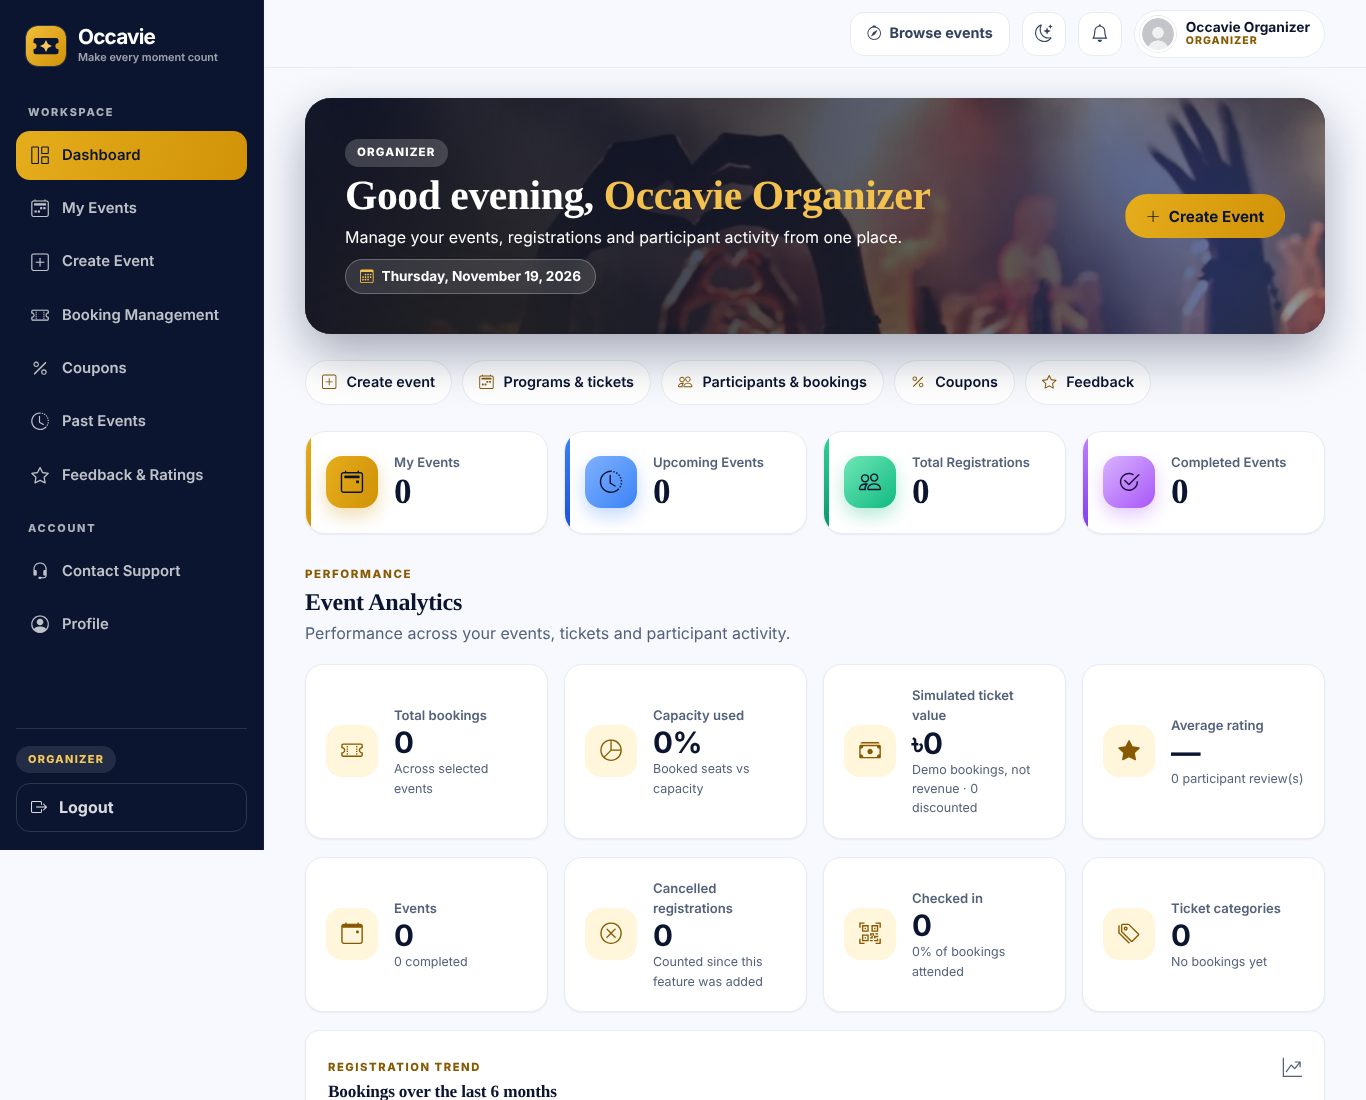 Occavie
Make every moment count
WORKSPACE
Dashboard
My Events
Create Event
Booking Management
Coupons
Past Events
Feedback & Ratings
ACCOUNT
Contact Support
Profile
ORGANIZER
Logout
Browse events
Occavie Organizer
ORGANIZER
ORGANIZER
Good evening, Occavie Organizer
Manage your events, registrations and participant activity from one place.
Thursday, November 19, 2026
Create Event
Create event
Programs & tickets
Participants & bookings
Coupons
Feedback
My Events
0
Upcoming Events
0
Total Registrations
0
Completed Events
0
PERFORMANCE
Event Analytics
Performance across your events, tickets and participant activity.
Total bookings
0
Across selected
events
Capacity used
0%
Booked seats vs
capacity
Simulated ticket
value
৳0
Demo bookings, not
revenue · 0
discounted
Average rating
—
0 participant review(s)
Events
0
0 completed
Cancelled
registrations
0
Counted since this
feature was added
Checked in
0
0% of bookings
attended
Ticket categories
0
No bookings yet
REGISTRATION TREND
Bookings over the last 6 months